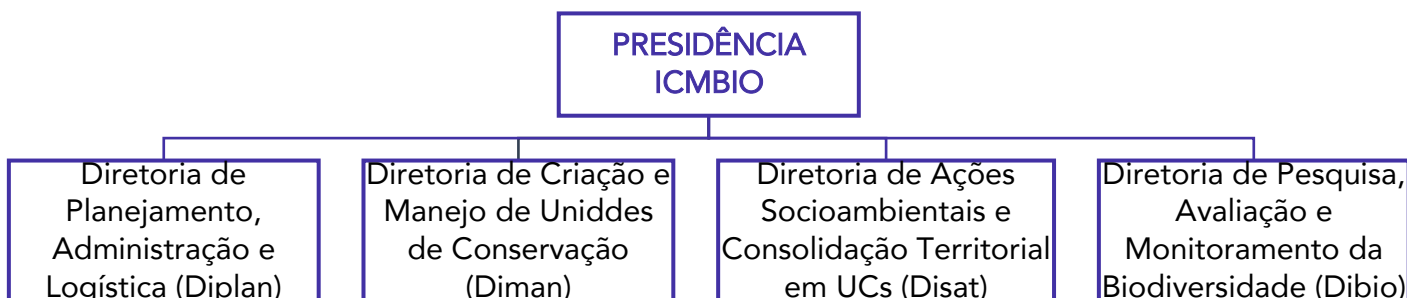 PRESIDÊNCIA
ICMBIO
Diretoria de
Planejamento,
Administração e
Logística (Diplan)
Diretoria de Criação e
Manejo de Uniddes
de Conservação
(Diman)
Diretoria de Ações
Socioambientais e
Consolidação Territorial
em UCs (Disat)
Diretoria de Pesquisa,
Avaliação e
Monitoramento da
Biodiversidade (Dibio)